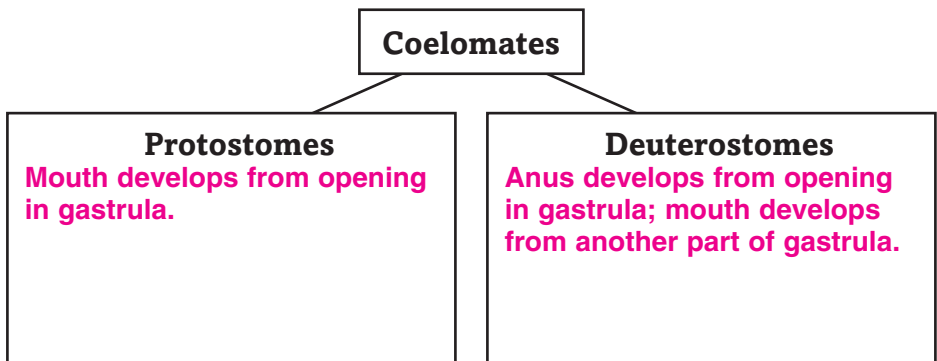 Coelomates
Protostomes
Mouth develops from opening
in gastrula.
Deuterostomes
Anus develops from opening
in gastrula; mouth develops
from another part of gastrula.